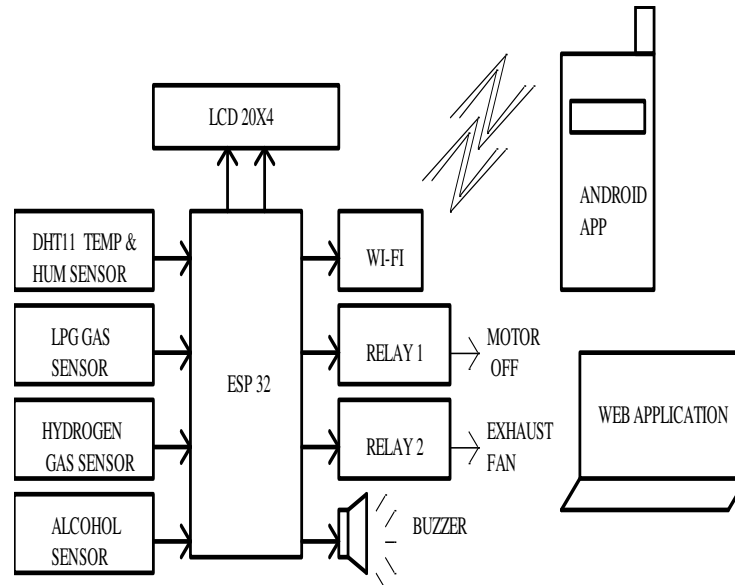 LCD 20X4
ANDROID
APP
DHT11 TEMP &
HUM SENSOR
WI-FI
LPG GAS
SENSOR
ESP 32
RELAY 1
MOTOR
OFF
HYDROGEN
GAS SENSOR
RELAY 2
EXHAUST
FAN
WEB APPLICATION
ALCOHOL
SENSOR
BUZZER